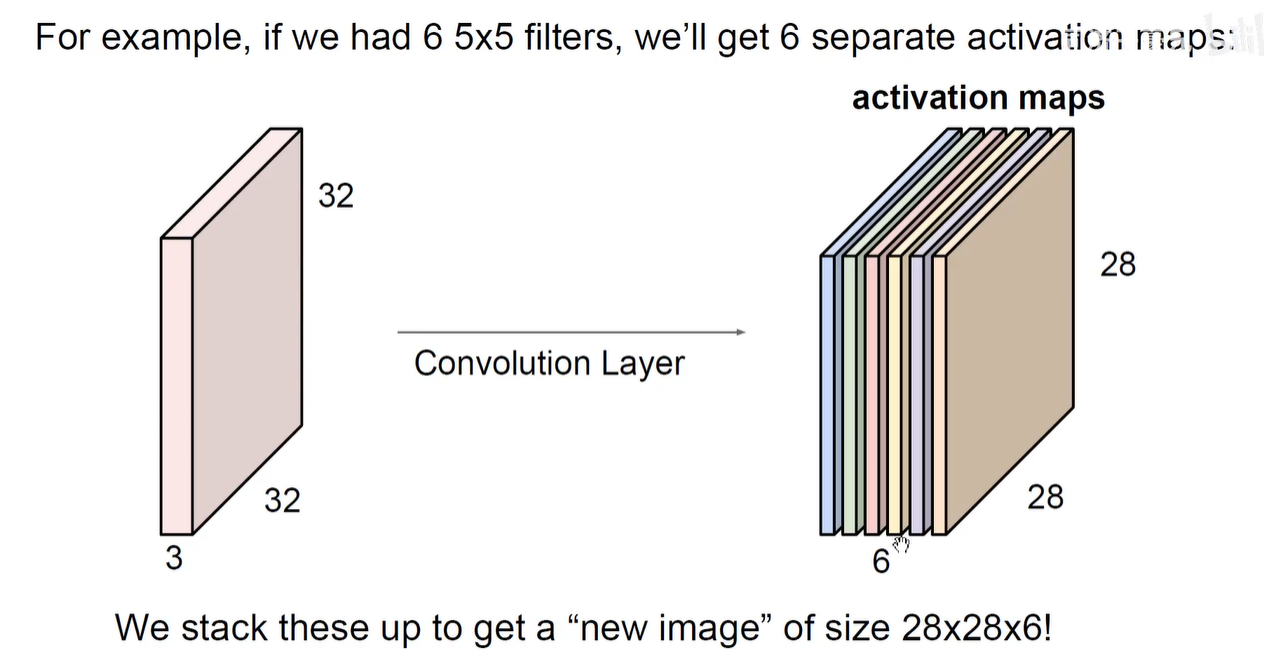 For example, if we had 6 5x5 filters, we'll get 6 separate activation maps:
activation maps
32
32
3
Convolution Layer
28
28
6
We stack these up to get a “new image” of size 28x28x6!